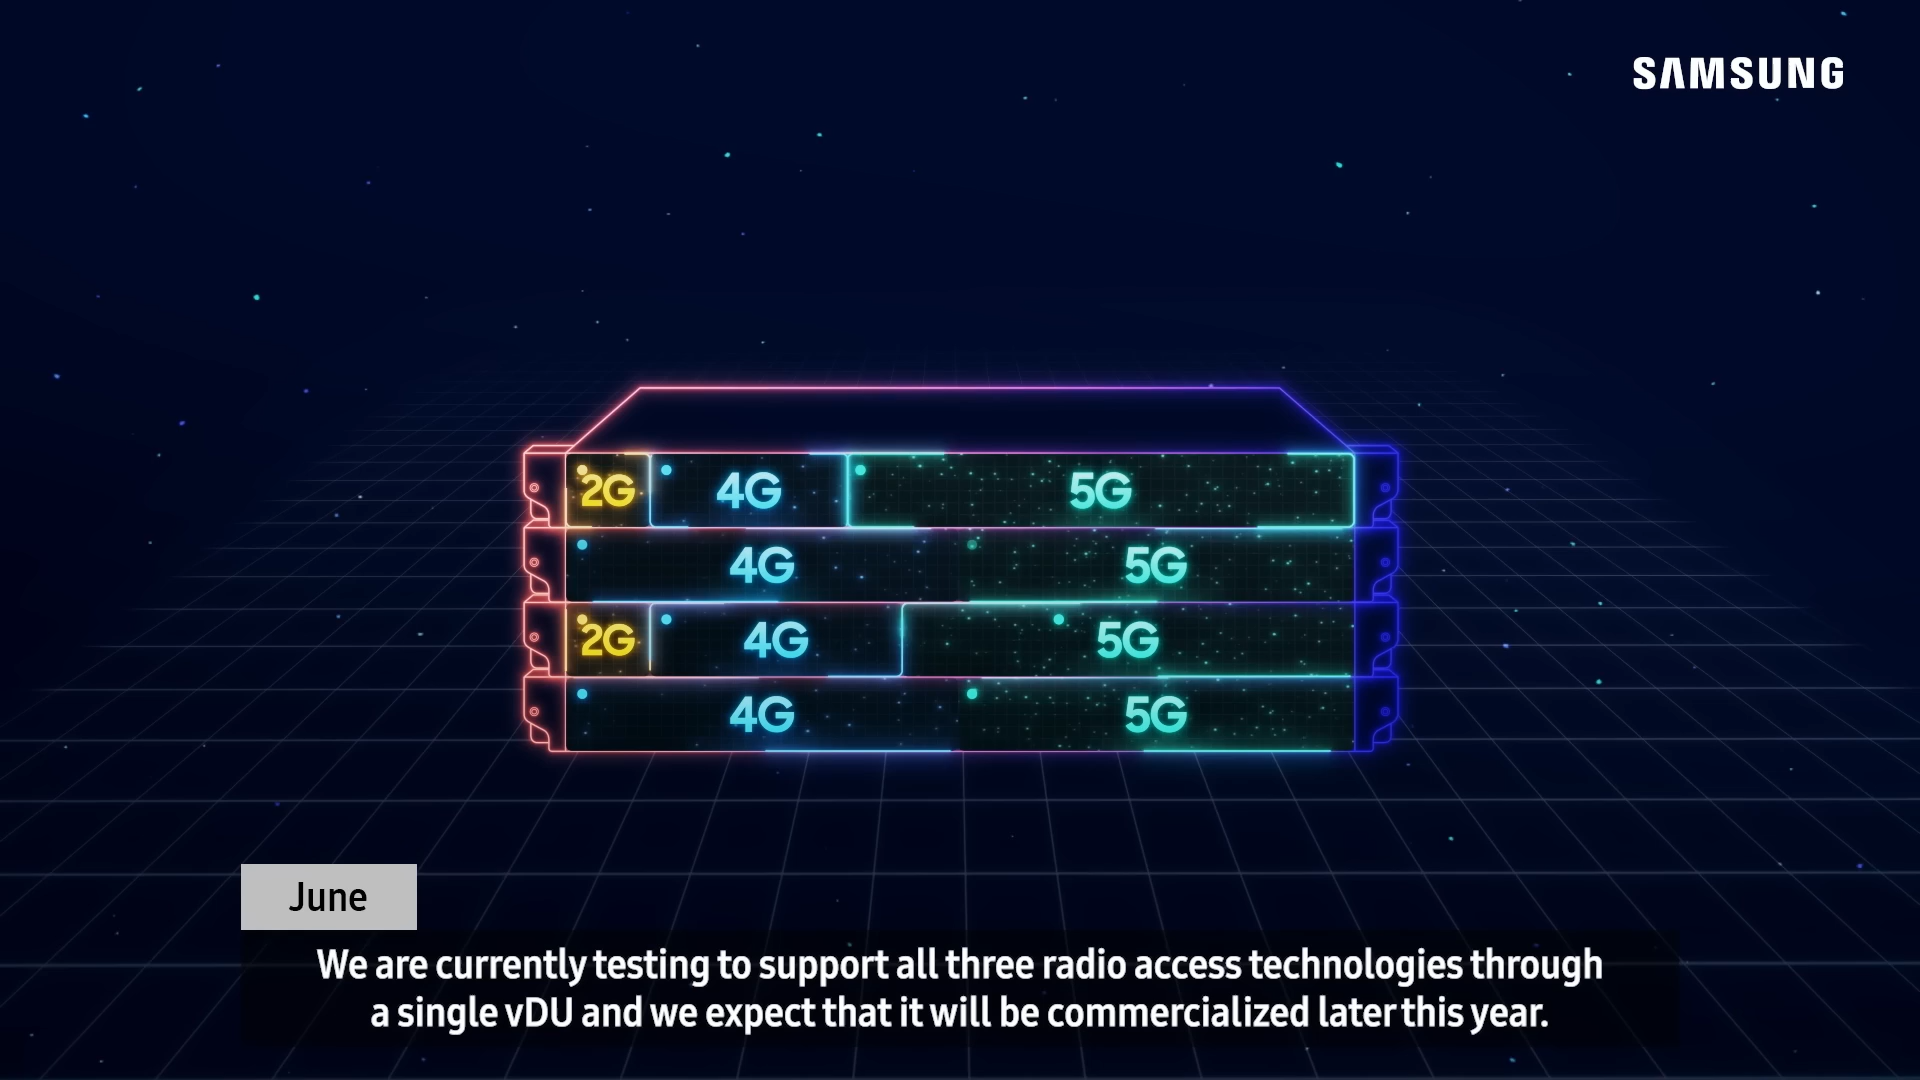 SAMSUNG
2G 4G 5G
4G 5G
2G 4G 5G
4G 5G
June
We are currently testing to support all three radio access technologies through
a single vDU and we expect that it will be commercialized later this year.